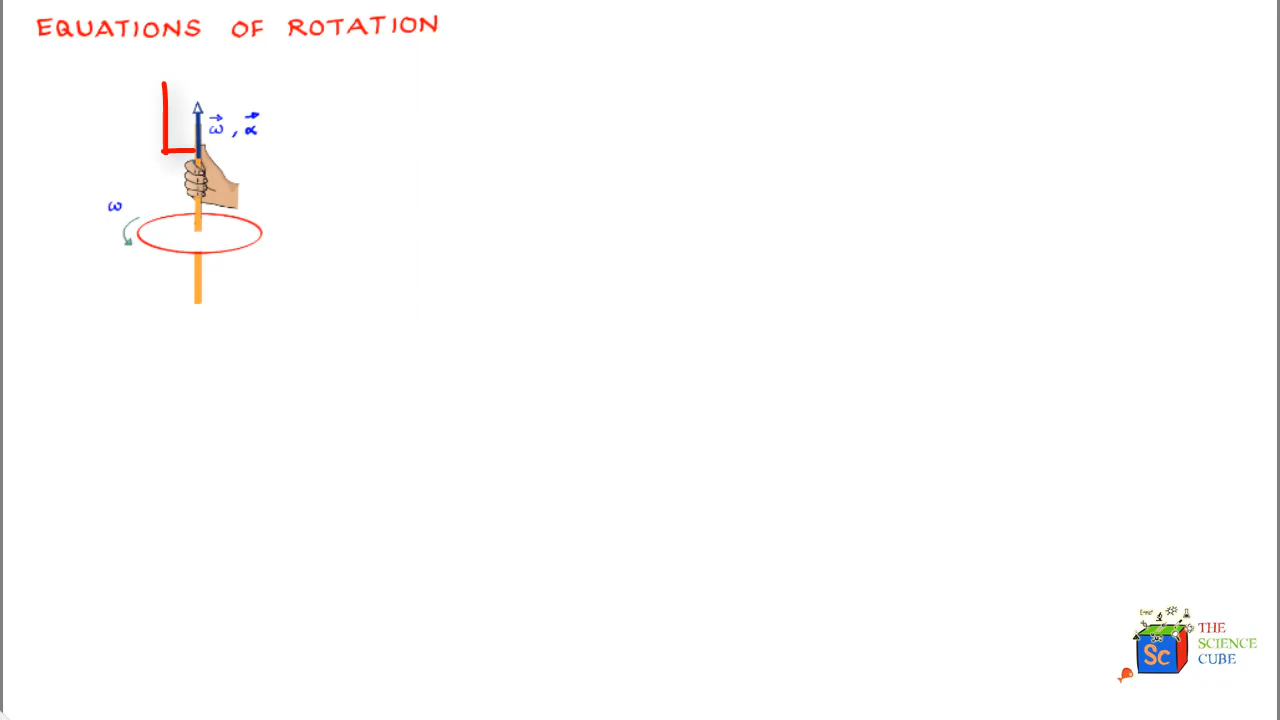 EQUATIONS OF ROTATION
ω⃗ , α⃗
ω
Sc
THE
SCIENCE
CUBE